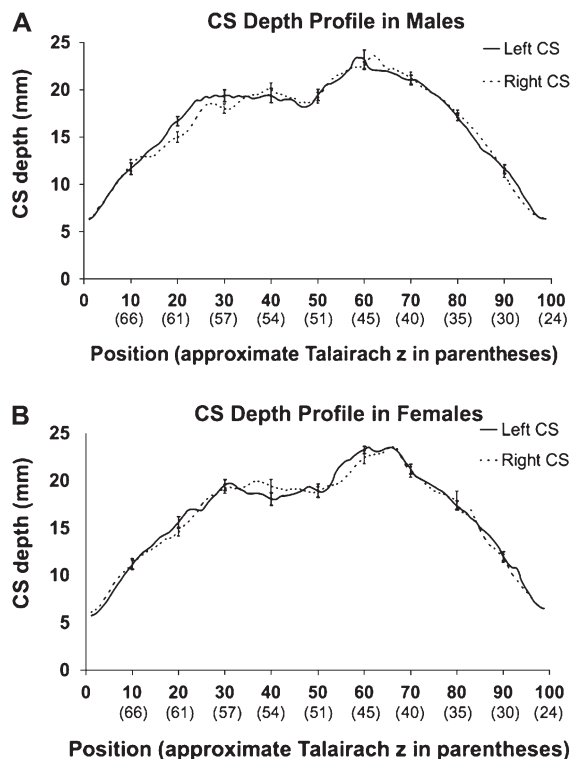 A
CS Depth Profile in Males
25
20
15
10
5
0
CS depth (mm)
Left CS
Right CS
0 10 20 30 40 50 60 70 80 90 100
(66) (61) (57) (54) (51) (45) (40) (35) (30) (24)
Position (approximate Talairach z in parentheses)
B
CS Depth Profile in Females
25
20
15
10
5
0
CS depth (mm)
Left CS
Right CS
0 10 20 30 40 50 60 70 80 90 100
(66) (61) (57) (54) (51) (45) (40) (35) (30) (24)
Position (approximate Talairach z in parentheses)